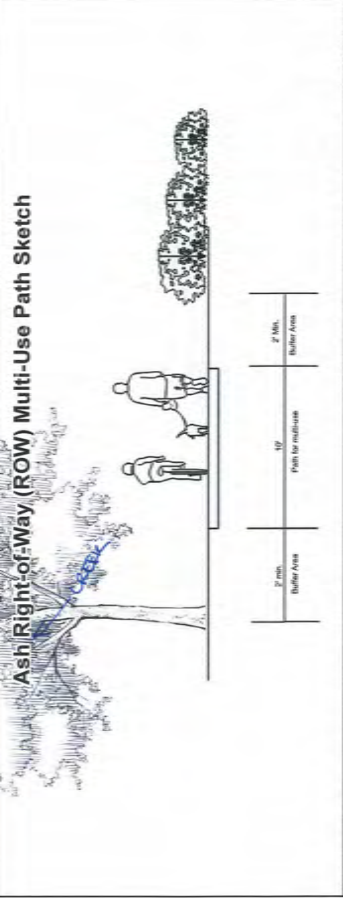 Ash Right-of-Way (ROW) Multi-Use Path Sketch
CREEK
2' min.
Buffer Area
10'
Path for multi-use
2' Min.
Buffer Area